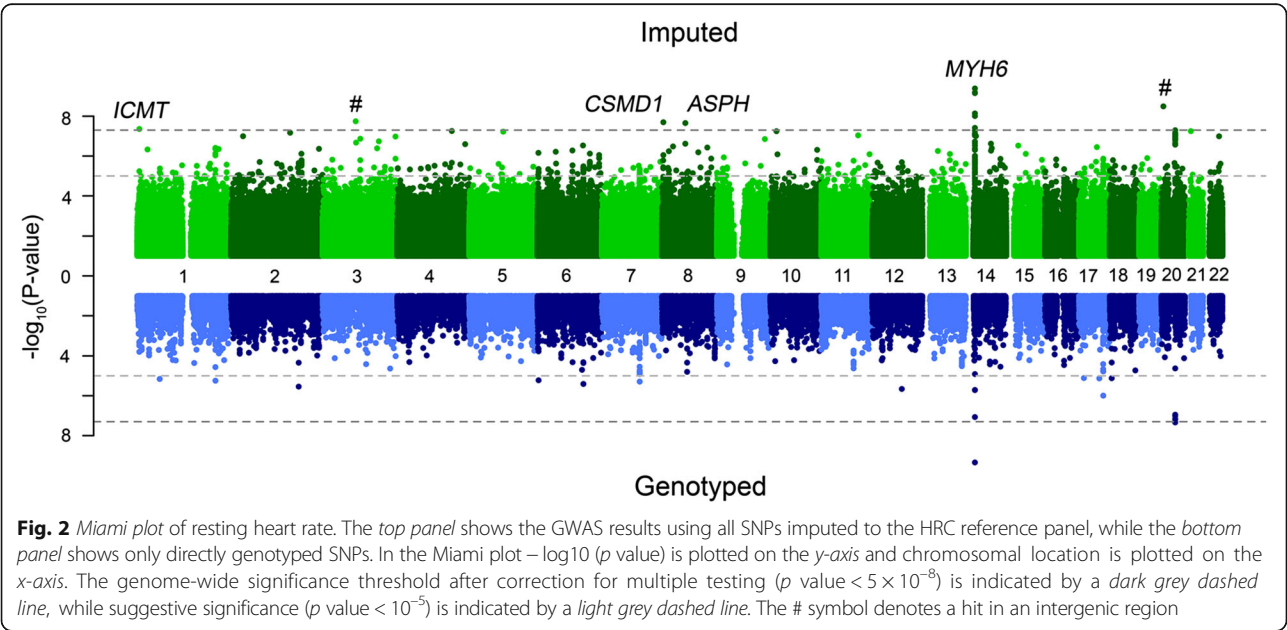 Imputed
MYH6
#
ICMT
#
CSMD1
ASPH
8
4
0
4
8
-log10(P-value)
1 2 3 4 5 6 7 8 9 10 11 12 13 14 15 16 17 18 19 20 21 22
Genotyped
Fig. 2 Miami plot of resting heart rate. The top panel shows the GWAS results using all SNPs imputed to the HRC reference panel, while the bottom
panel shows only directly genotyped SNPs. In the Miami plot – log10 (p value) is plotted on the y-axis and chromosomal location is plotted on the
x-axis. The genome-wide significance threshold after correction for multiple testing (p value < 5 × 10−8) is indicated by a dark grey dashed
line, while suggestive significance (p value < 10−5) is indicated by a light grey dashed line. The # symbol denotes a hit in an intergenic region